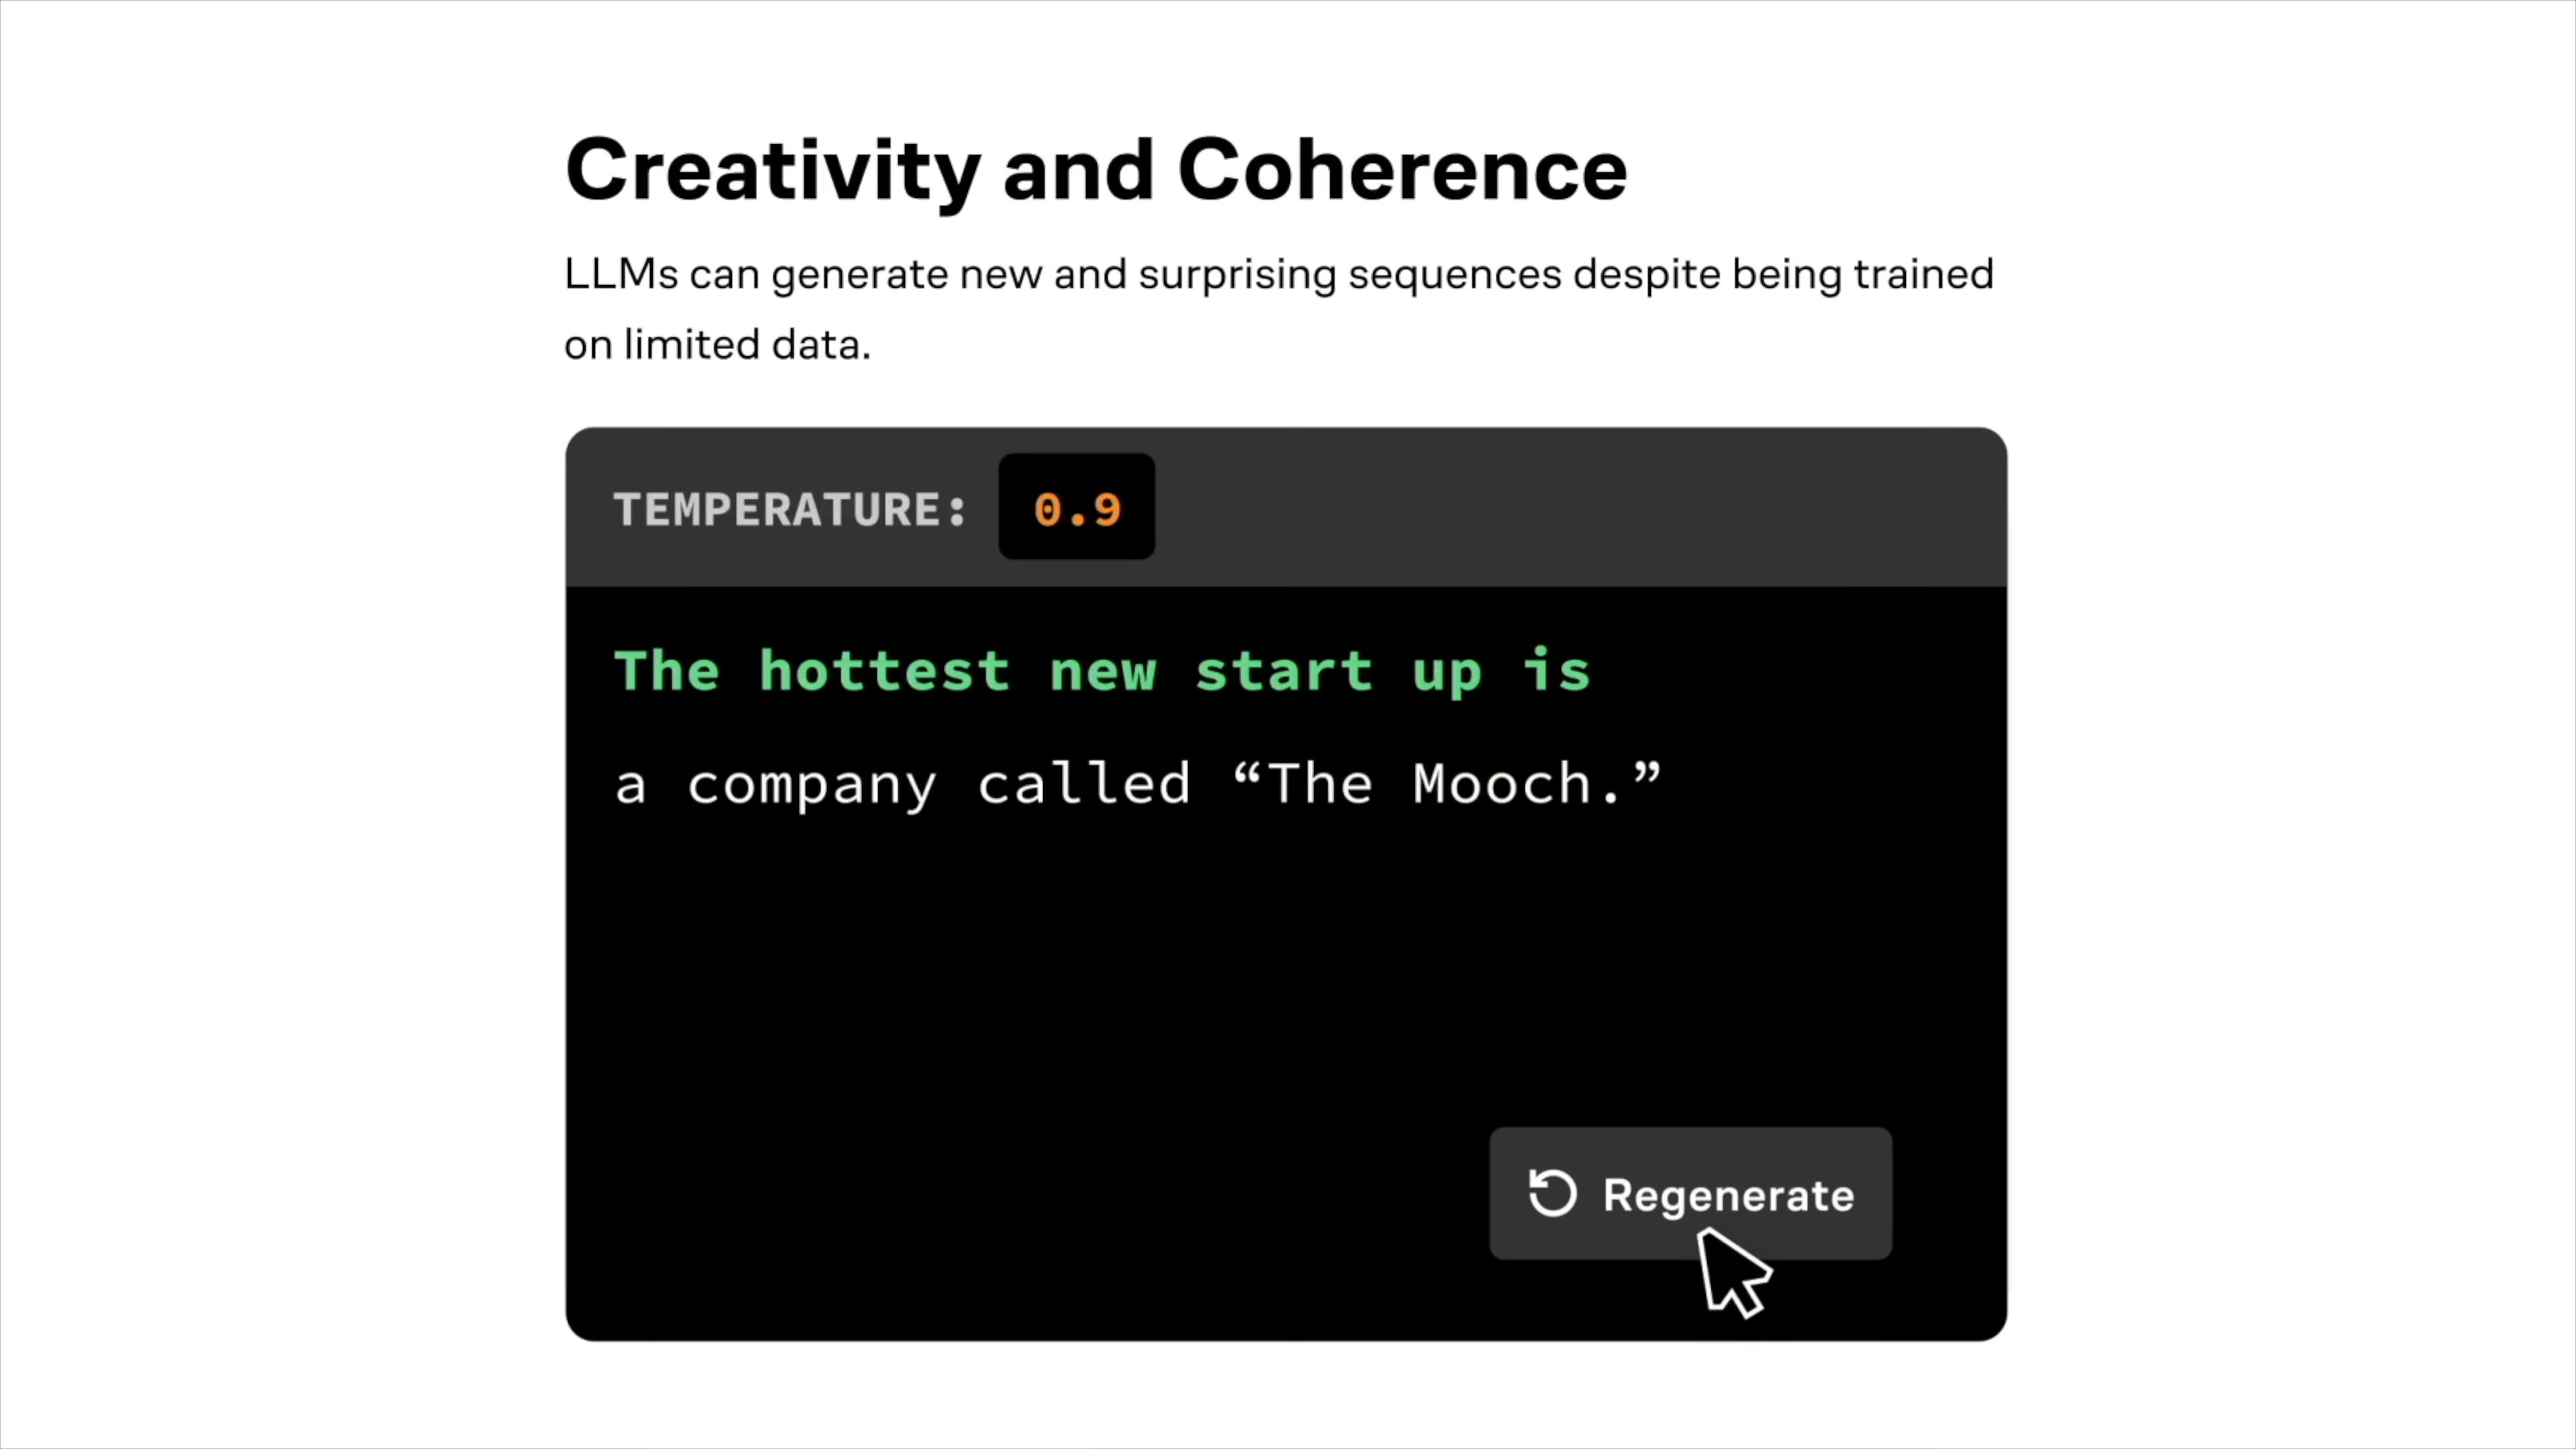 Creativity and Coherence
LLMs can generate new and surprising sequences despite being trained
on limited data.
TEMPERATURE: 0.9
The hottest new start up is
a company called “The Mooch.”
Regenerate